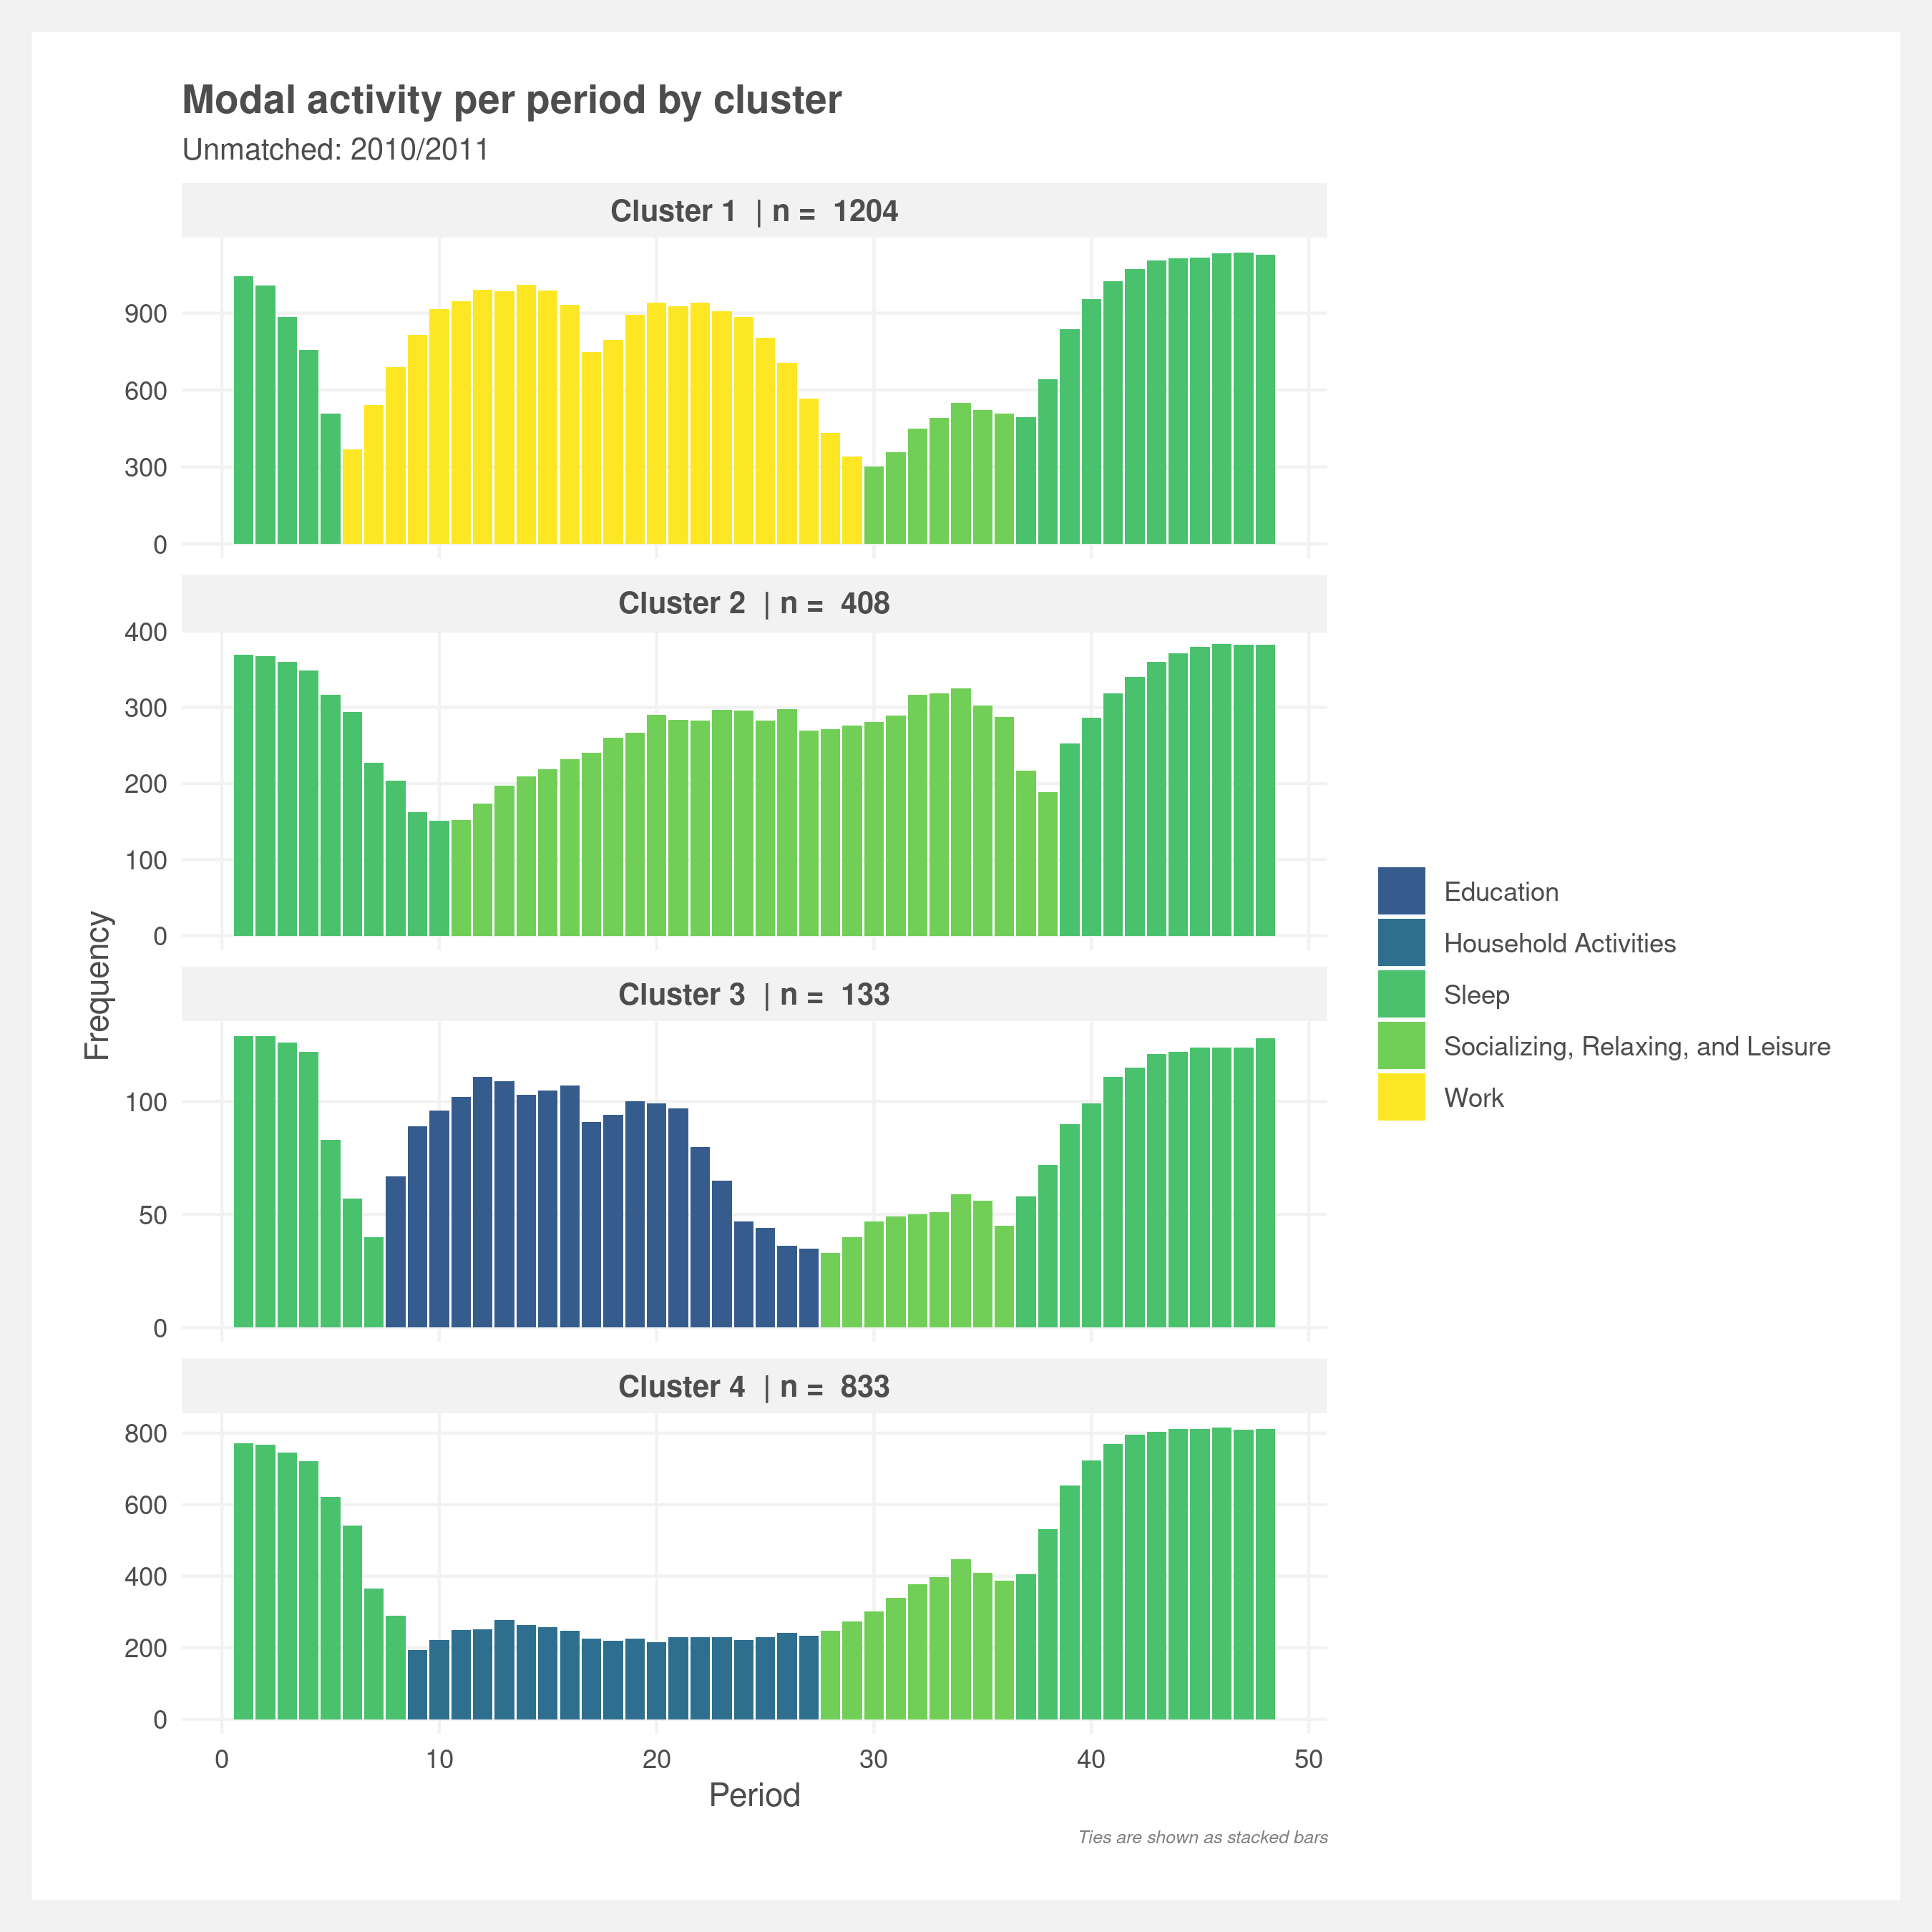 Modal activity per period by cluster
Unmatched: 2010/2011
Cluster 1 | n = 1204
900
600
300
0
Cluster 2 | n = 408
400
300
200
100
0
Cluster 3 | n = 133
100
50
0
Cluster 4 | n = 833
800
600
400
200
0
0 10 20 30 40 50
Period
Frequency
Education
Household Activities
Sleep
Socializing, Relaxing, and Leisure
Work
Ties are shown as stacked bars